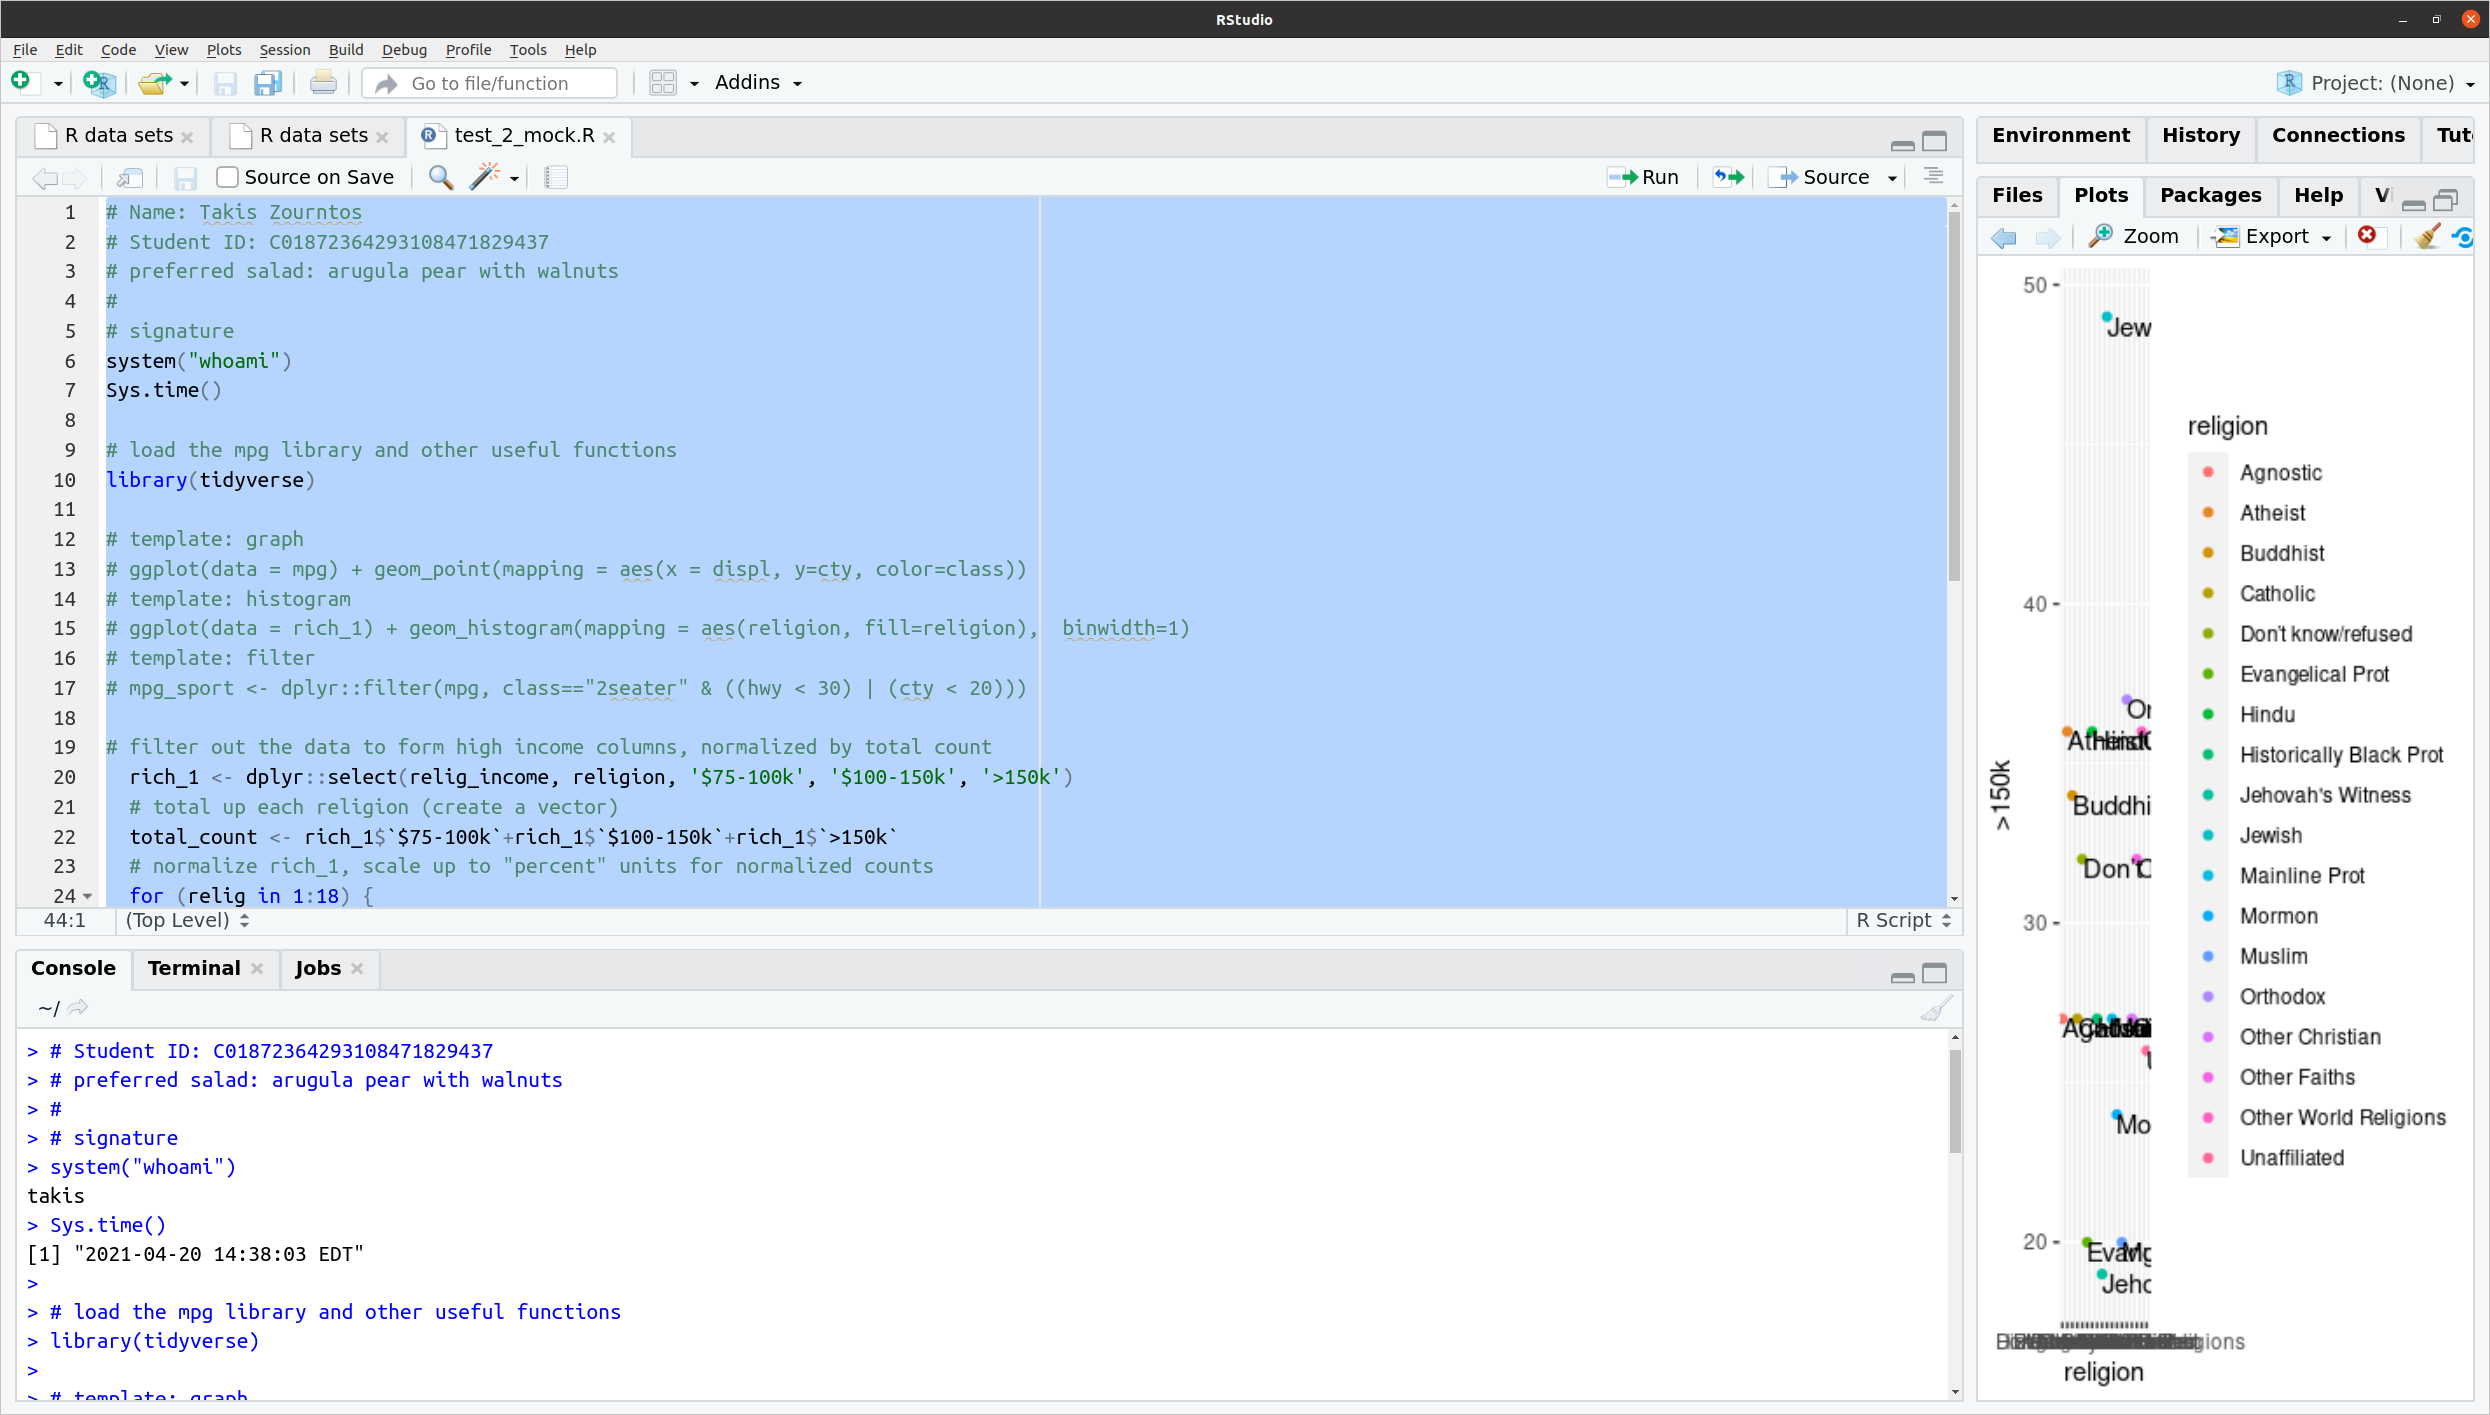 RStudio
File Edit Code View Plots Session Build Debug Profile Tools Help
Go to file/function
Addins
Project: (None)
R data sets
R data sets
test_2_mock.R
Source on Save
Run
Source
1 # Name: Takis Zourntos
2 # Student ID: C01872364293108471829437
3 # preferred salad: arugula pear with walnuts
4 #
5 # signature
6 system("whoami")
7 Sys.time()
8
9 # load the mpg library and other useful functions
10 library(tidyverse)
11
12 # template: graph
13 # ggplot(data = mpg) + geom_point(mapping = aes(x = displ, y=cty, color=class))
14 # template: histogram
15 # ggplot(data = rich_1) + geom_histogram(mapping = aes(religion, fill=religion),  binwidth=1)
16 # template: filter
17 # mpg_sport <- dplyr::filter(mpg, class=="2seater" & ((hwy < 30) | (cty < 20)))
18
19 # filter out the data to form high income columns, normalized by total count
20   rich_1 <- dplyr::select(relig_income, religion, '$75-100k', '$100-150k', '>150k')
21   # total up each religion (create a vector)
22   total_count <- rich_1$`$75-100k`+rich_1$`$100-150k`+rich_1$`>150k`
23   # normalize rich_1, scale up to "percent" units for normalized counts
24   for (relig in 1:18) {
44:1 (Top Level)
R Script
Console Terminal Jobs
~/
> # Student ID: C01872364293108471829437
> # preferred salad: arugula pear with walnuts
> #
> # signature
> system("whoami")
takis
> Sys.time()
[1] "2021-04-20 14:38:03 EDT"
>
> # load the mpg library and other useful functions
> library(tidyverse)
>
> # template: graph
Environment History Connections Tut
Files Plots Packages Help Vi
Zoom Export
50
40
30
20
>150k
Jew
Or
Buddhi
Don't
Mo
Jeho
religion
religion
Agnostic
Atheist
Buddhist
Catholic
Don't know/refused
Evangelical Prot
Hindu
Historically Black Prot
Jehovah's Witness
Jewish
Mainline Prot
Mormon
Muslim
Orthodox
Other Christian
Other Faiths
Other World Religions
Unaffiliated